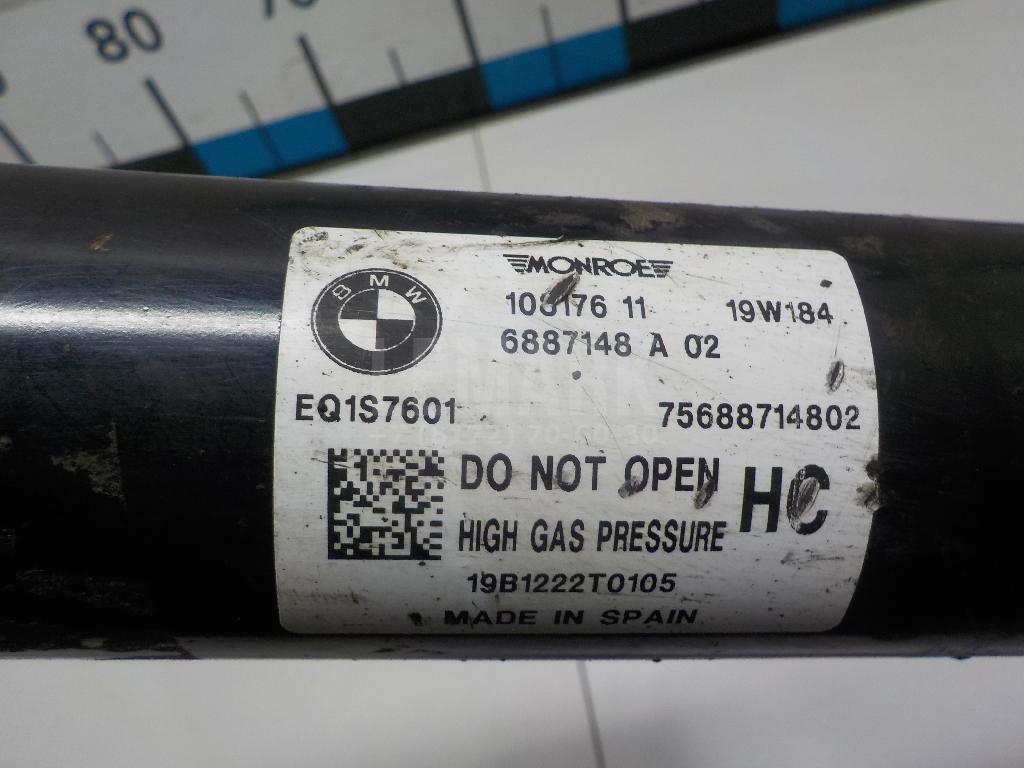 80
BMW
MONROE
11
19W184
6887148 A 02
EQ1S7601
75688714802
DO NOT OPEN
HC
HIGH GAS PRESSURE
19B1222T0105
MADE IN SPAIN
LEMARK